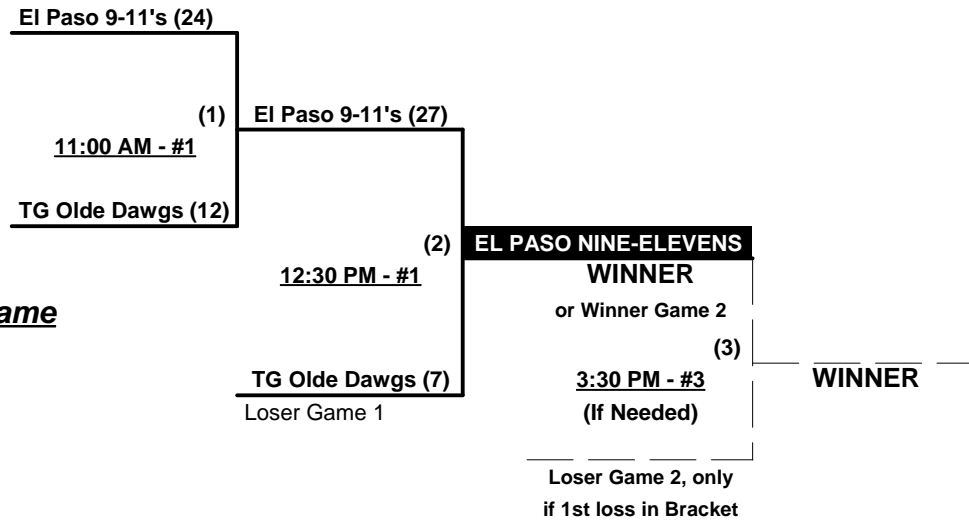 El Paso 9-11's (24)
(1)
El Paso 9-11's (27)
11:00 AM - #1
TG Olde Dawgs (12)
(2)
EL PASO NINE-ELEVENS
12:30 PM - #1
WINNER
or Winner Game 2
ame
(3)
TG Olde Dawgs (7)
3:30 PM - #3
WINNER
Loser Game 1
(If Needed)
Loser Game 2, only
if 1st loss in Bracket